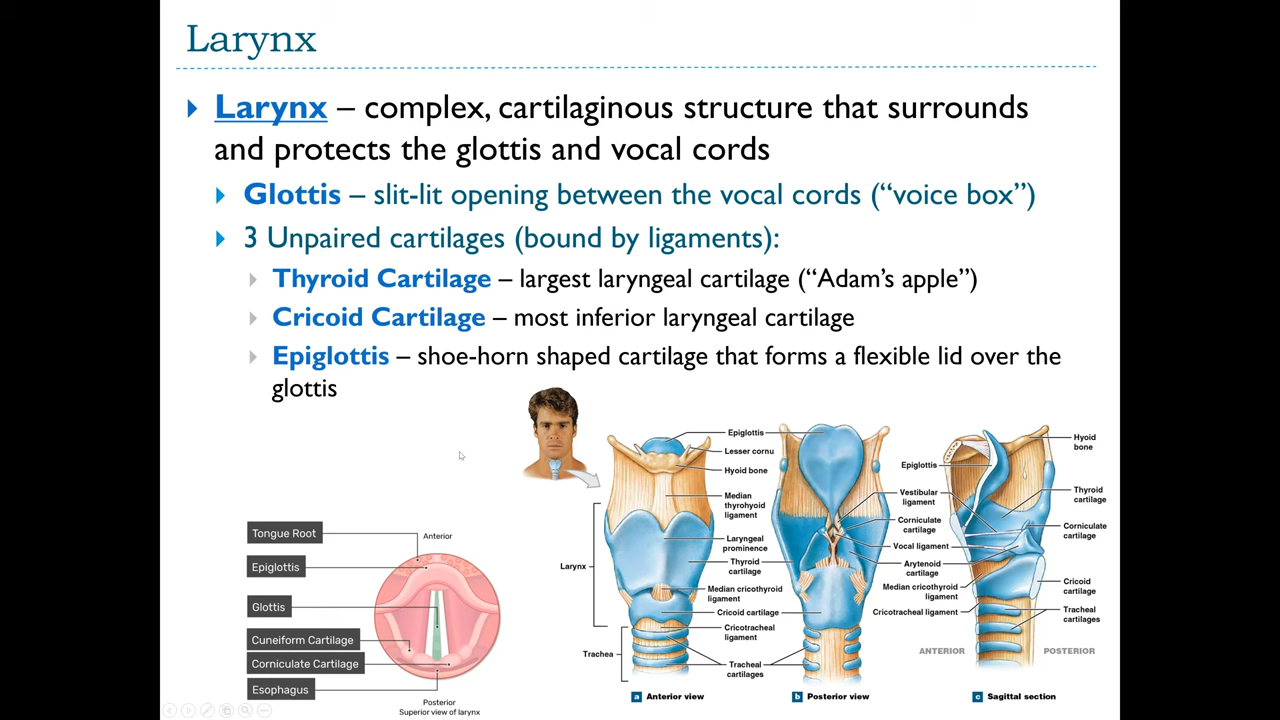 Larynx
Larynx – complex, cartilaginous structure that surrounds
and protects the glottis and vocal cords
Glottis – slit-lit opening between the vocal cords (“voice box”)
3 Unpaired cartilages (bound by ligaments):
Thyroid Cartilage – largest laryngeal cartilage (“Adam’s apple”)
Cricoid Cartilage – most inferior laryngeal cartilage
Epiglottis – shoe-horn shaped cartilage that forms a flexible lid over the
glottis
Tongue Root
Epiglottis
Glottis
Cuneiform Cartilage
Corniculate Cartilage
Esophagus
Anterior
Posterior
Superior view of larynx
Larynx
Trachea
Epiglottis
Lesser cornu
Hyoid bone
Median
thyrohyoid
ligament
Laryngeal
prominence
Thyroid
cartilage
Median cricothyroid
ligament
Cricoid cartilage
Cricotracheal
ligament
Tracheal
cartilages
a Anterior view
b Posterior view
Epiglottis
Vestibular
ligament
Corniculate
cartilage
Vocal ligament
Arytenoid
cartilage
Median cricothyroid
ligament
Cricotracheal ligament
ANTERIOR
Hyoid
bone
Thyroid
cartilage
Corniculate
cartilage
Cricoid
cartilage
Tracheal
cartilages
POSTERIOR
c Sagittal section